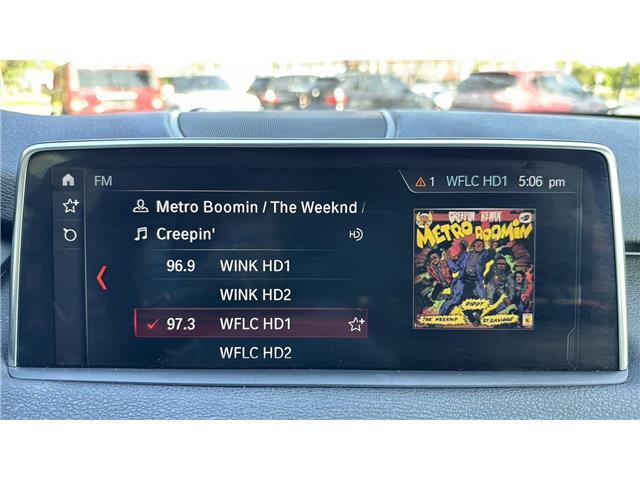 FM
1 WFLC HD1 5:06 pm
Metro Boomin / The Weeknd /
Creepin' HD
96.9 WINK HD1
WINK HD2
97.3 WFLC HD1
WFLC HD2
CREEPIN' REMIX
METRO BOOMIN
DIDDY
THE WEEKND
21 SAVAGE